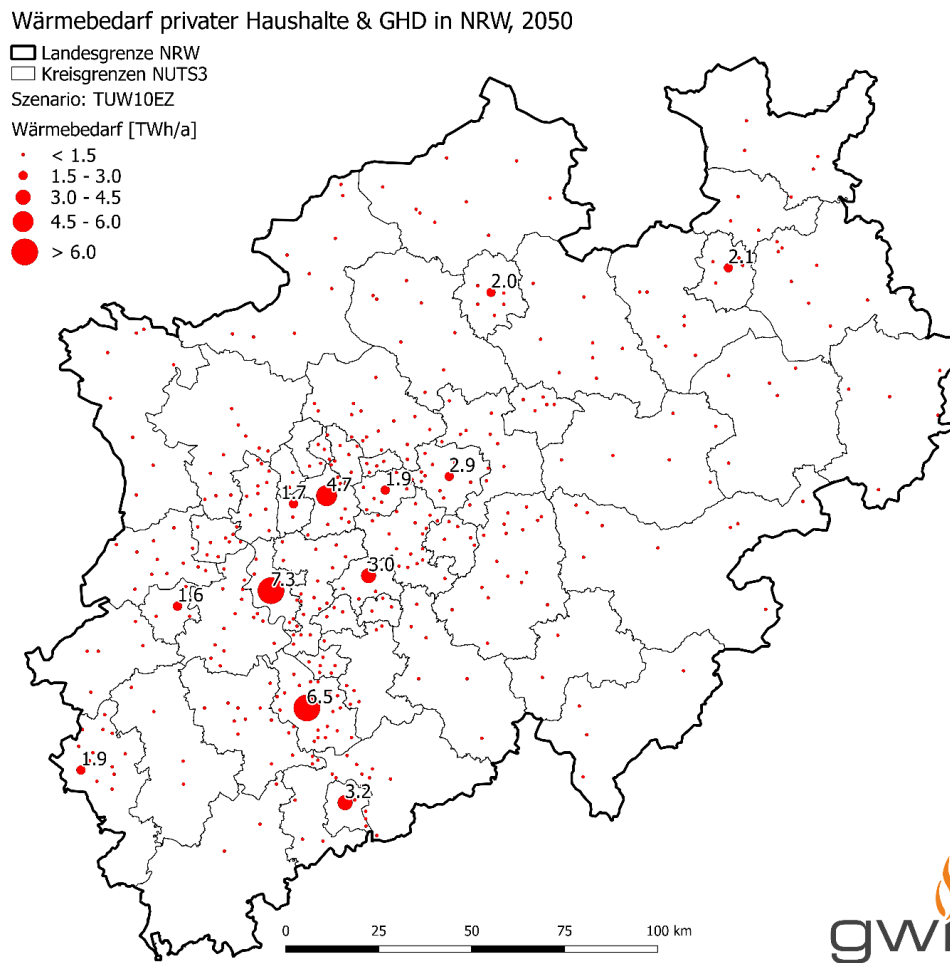 Wärmebedarf privater Haushalte & GHD in NRW, 2050
Landesgrenze NRW
Kreisgrenzen NUTS3
Szenario: TUW10EZ
Wärmebedarf [TWh/a]
< 1.5
1.5 - 3.0
3.0 - 4.5
4.5 - 6.0
> 6.0
2.1
2.0
2.9
4.7
1.9
1.7
3.0
7.3
1.6
6.5
1.9
3.2
0 25 50 75 100 km